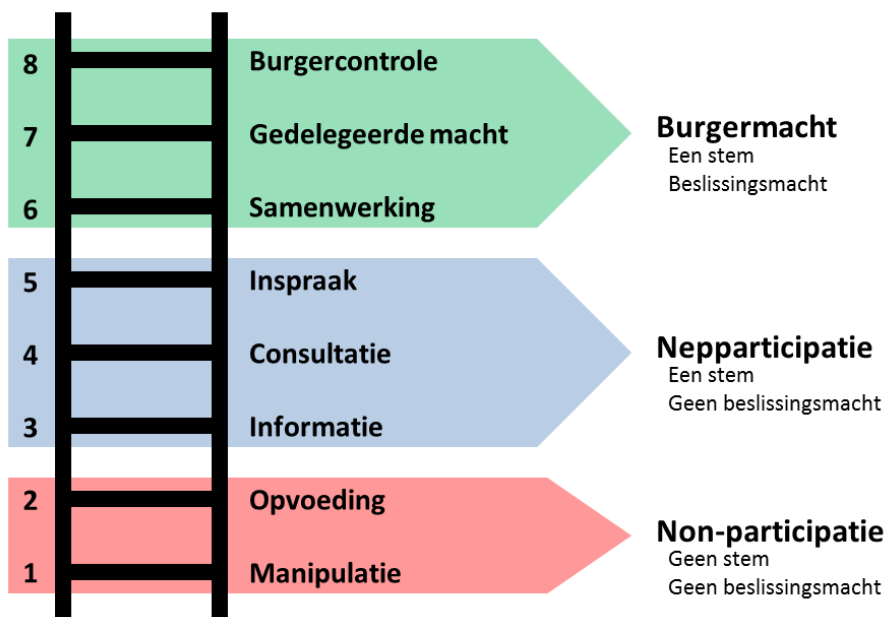 8 Burgercontrole
7 Gedelegeerde macht
6 Samenwerking
Burgermacht
Een stem
Beslissingsmacht
5 Inspraak
4 Consultatie
3 Informatie
Nepparticipatie
Een stem
Geen beslissingsmacht
2 Opvoeding
1 Manipulatie
Non-participatie
Geen stem
Geen beslissingsmacht